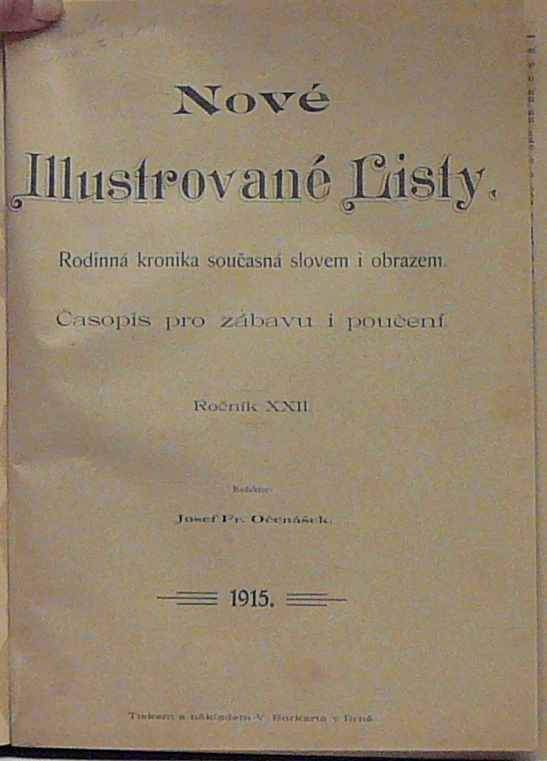 Nové
Illustrované Listy.
Rodinná kronika současná slovem i obrazem.
Časopis pro zábavu i poučení.
Ročník XXII.
Josef Fr. Očenášek.
1915.
Tiskem a nákladem V. Burkarta v Brně.